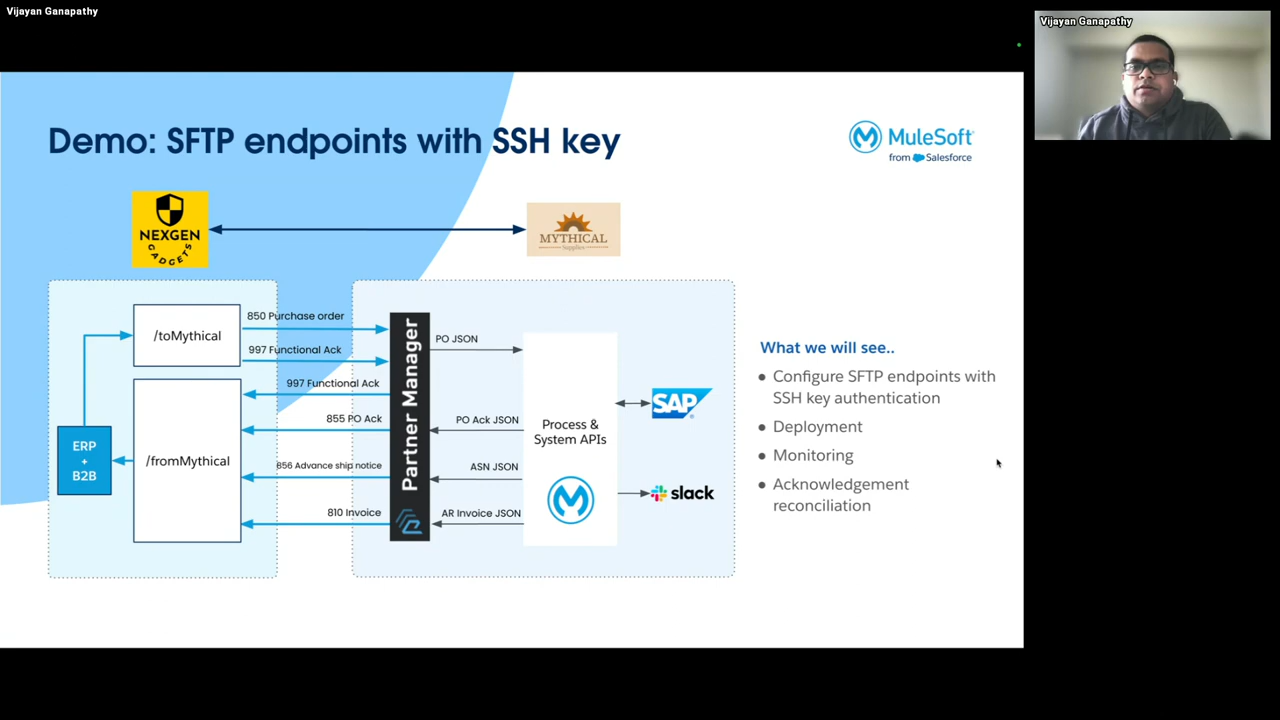 Vijayan Ganapathy
Vijayan Ganapathy
Demo: SFTP endpoints with SSH key
MuleSoft
from Salesforce
NEXGEN
GADGETS
MYTHICAL
Supplies
/toMythical
/fromMythical
ERP
+
B2B
850 Purchase order
997 Functional Ack
997 Functional Ack
855 PO Ack
856 Advance ship notice
810 Invoice
Partner Manager
PO JSON
PO Ack JSON
ASN JSON
AR Invoice JSON
Process &
System APIs
SAP
slack
What we will see..
• Configure SFTP endpoints with
SSH key authentication
• Deployment
• Monitoring
• Acknowledgement
reconciliation